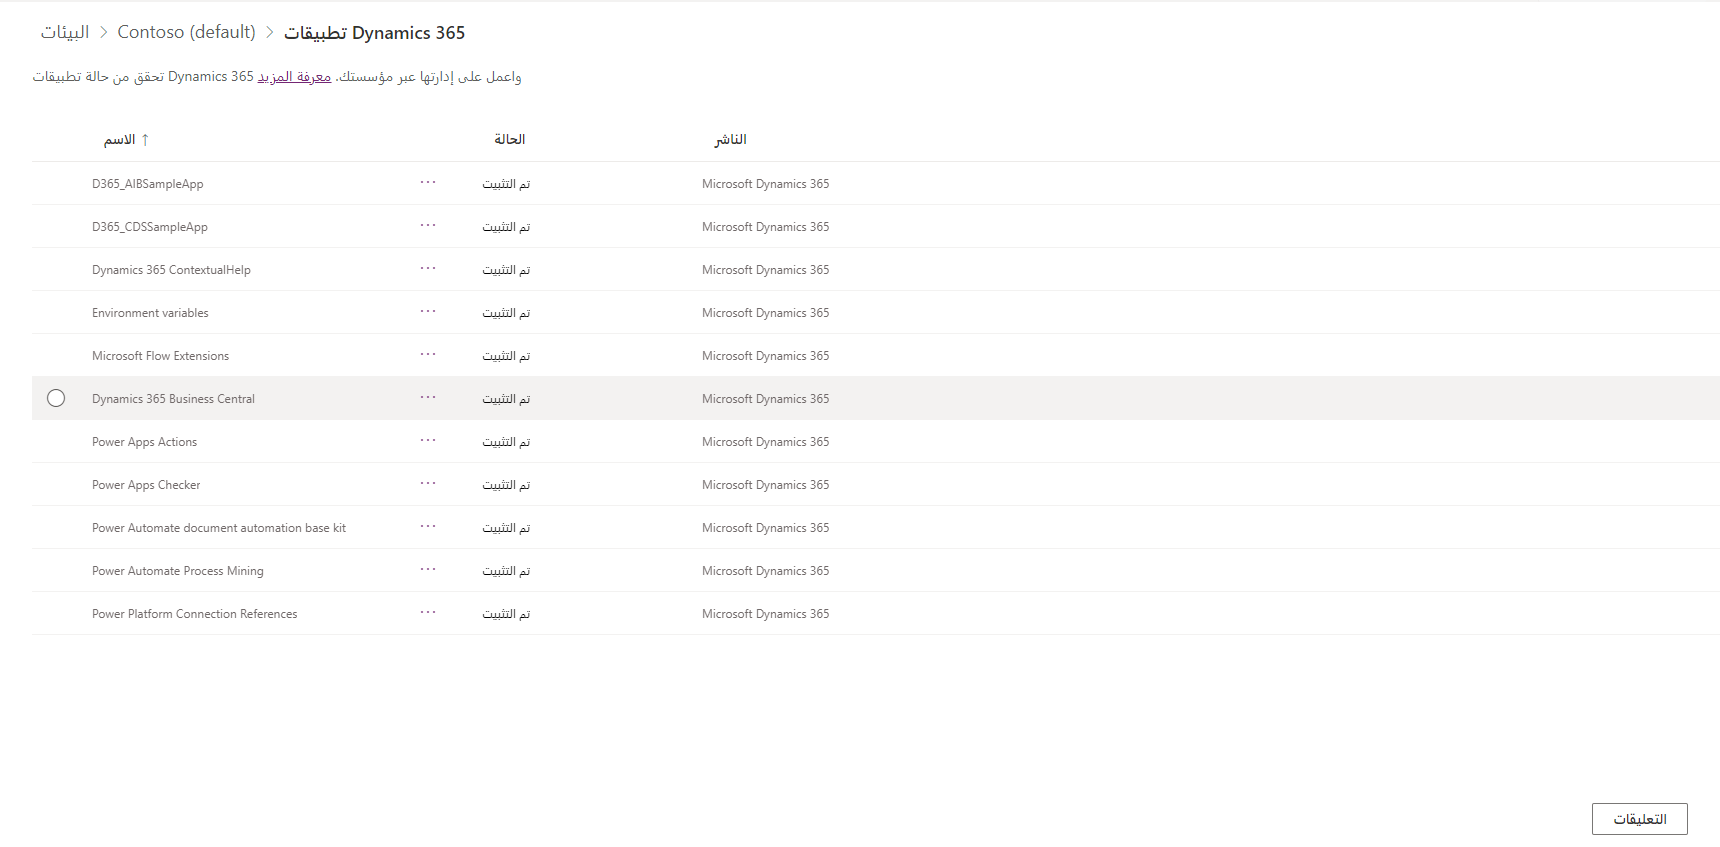 البيئات > Contoso (default) > تطبيقات Dynamics 365
تحقق من حالة تطبيقات Dynamics 365 واعمل على إدارتها عبر مؤسستك. معرفة المزيد
الاسم ↑ الحالة الناشر
D365_AIBSampleApp ··· تم التثبيت Microsoft Dynamics 365
D365_CDSSampleApp ··· تم التثبيت Microsoft Dynamics 365
Dynamics 365 ContextualHelp ··· تم التثبيت Microsoft Dynamics 365
Environment variables ··· تم التثبيت Microsoft Dynamics 365
Microsoft Flow Extensions ··· تم التثبيت Microsoft Dynamics 365
Dynamics 365 Business Central ··· تم التثبيت Microsoft Dynamics 365
Power Apps Actions ··· تم التثبيت Microsoft Dynamics 365
Power Apps Checker ··· تم التثبيت Microsoft Dynamics 365
Power Automate document automation base kit ··· تم التثبيت Microsoft Dynamics 365
Power Automate Process Mining ··· تم التثبيت Microsoft Dynamics 365
Power Platform Connection References ··· تم التثبيت Microsoft Dynamics 365
التعليقات